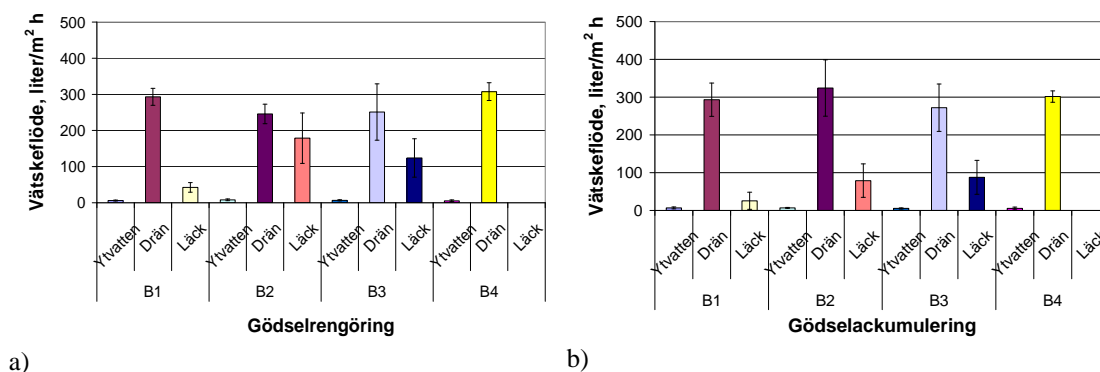 Vätskeflöde, liter/m² h
500
400
300
200
100
0
Ytvatten Drän Läck Ytvatten Drän Läck Ytvatten Drän Läck Ytvatten Drän Läck
B1 B2 B3 B4
Gödselrengöring
a)
Vätskeflöde, liter/m² h
500
400
300
200
100
0
Ytvatten Drän Läck Ytvatten Drän Läck Ytvatten Drän Läck Ytvatten Drän Läck
B1 B2 B3 B4
Gödselackumulering
b)